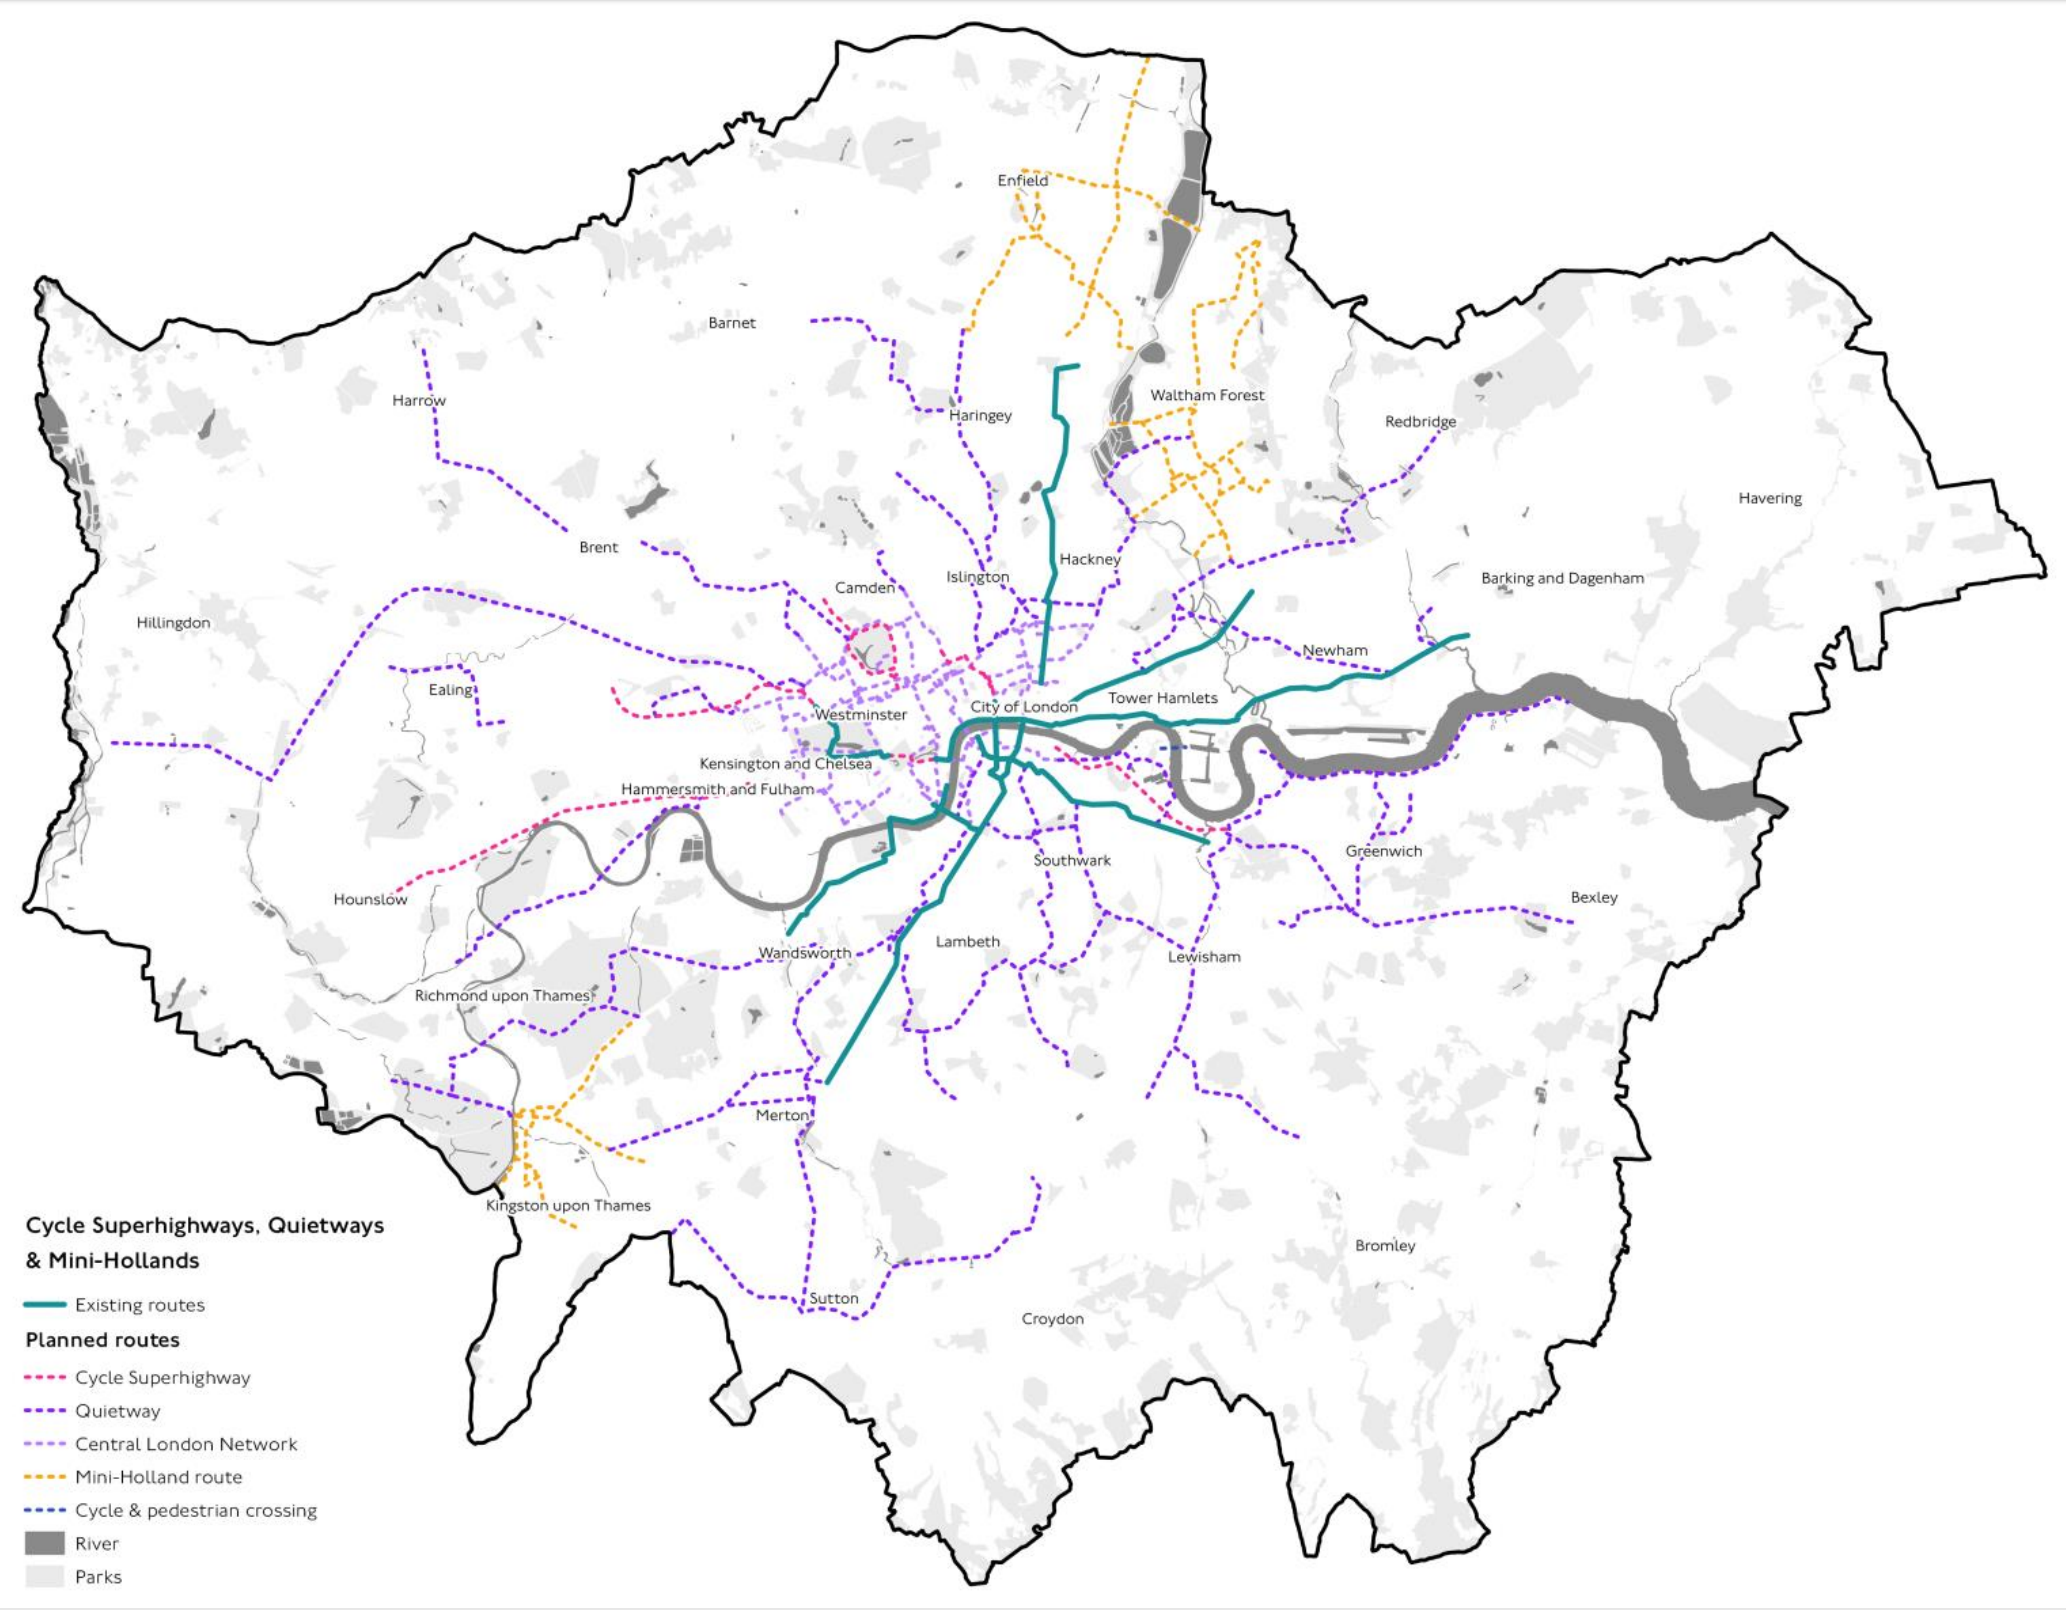 Enfield
Barnet
Harrow
Haringey
Waltham Forest
Redbridge
Havering
Brent
Hackney
Islington
Camden
Barking and Dagenham
Hillingdon
Newham
Ealing
Tower Hamlets
City of London
Westminster
Kensington and Chelsea
Hammersmith and Fulham
Southwark
Greenwich
Hounslow
Bexley
Lambeth
Wandsworth
Lewisham
Richmond upon Thames
Merton
Kingston upon Thames
Bromley
Sutton
Croydon
Cycle Superhighways, Quietways
& Mini-Hollands
Existing routes
Planned routes
Cycle Superhighway
Quietway
Central London Network
Mini-Holland route
Cycle & pedestrian crossing
River
Parks